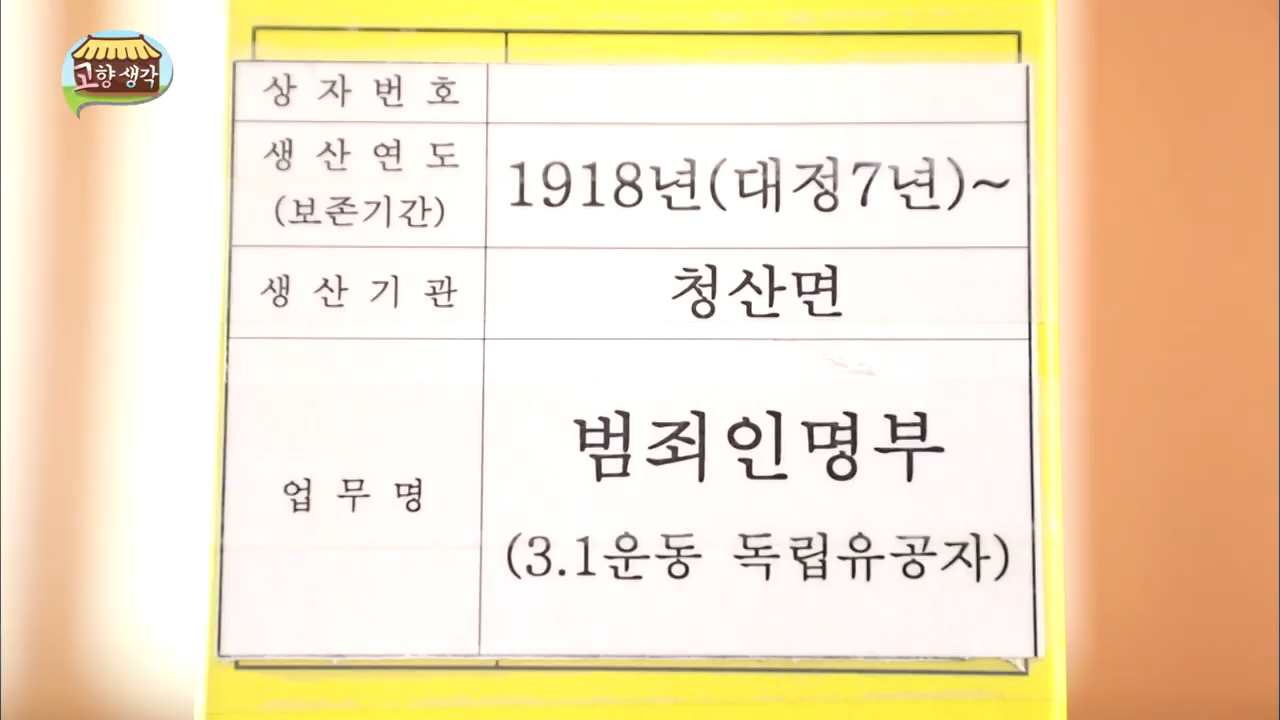 고향 생각
상 자 번 호
생 산 연 도
(보존기간)
1918년(대정7년)~
생 산 기 관
청산면
업 무 명
범죄인명부
(3.1운동 독립유공자)